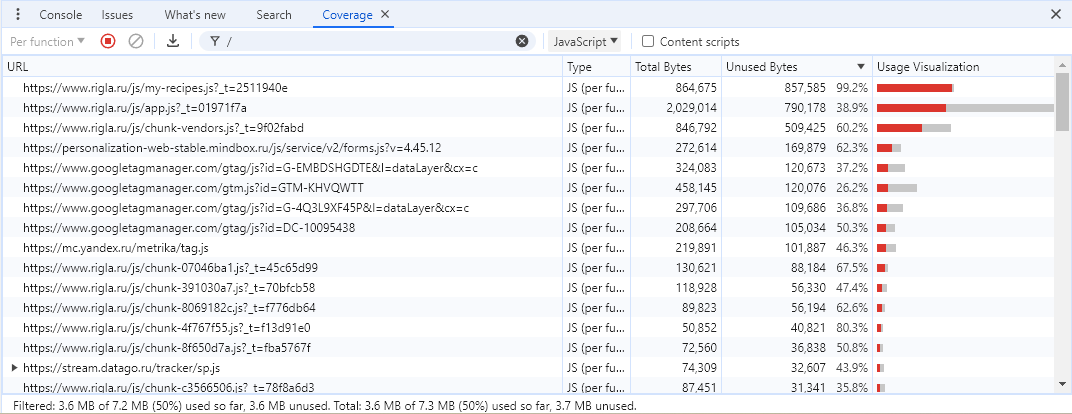 Console Issues What's new Search Coverage
Per function / JavaScript Content scripts
URL Type Total Bytes Unused Bytes Usage Visualization
https://www.rigla.ru/js/my-recipes.js?_t=2511940e JS (per fu... 864,675 857,585 99.2%
https://www.rigla.ru/js/app.js?_t=01971f7a JS (per fu... 2,029,014 790,178 38.9%
https://www.rigla.ru/js/chunk-vendors.js?_t=9f02fabd JS (per fu... 846,792 509,425 60.2%
https://personalization-web-stable.mindbox.ru/js/service/v2/forms.js?v=4.45.12 JS (per fu... 272,614 169,879 62.3%
https://www.googletagmanager.com/gtag/js?id=G-EMBDSHGDTE&l=dataLayer&cx=c JS (per fu... 324,083 120,673 37.2%
https://www.googletagmanager.com/gtm.js?id=GTM-KHVQWTT JS (per fu... 458,145 120,076 26.2%
https://www.googletagmanager.com/gtag/js?id=G-4Q3L9XF45P&l=dataLayer&cx=c JS (per fu... 297,706 109,686 36.8%
https://www.googletagmanager.com/gtag/js?id=DC-10095438 JS (per fu... 208,664 105,034 50.3%
https://mc.yandex.ru/metrika/tag.js JS (per fu... 219,891 101,887 46.3%
https://www.rigla.ru/js/chunk-07046ba1.js?_t=45c65d99 JS (per fu... 130,621 88,184 67.5%
https://www.rigla.ru/js/chunk-391030a7.js?_t=70bfcb58 JS (per fu... 118,928 56,330 47.4%
https://www.rigla.ru/js/chunk-8069182c.js?_t=f776db64 JS (per fu... 89,823 56,194 62.6%
https://www.rigla.ru/js/chunk-4f767f55.js?_t=f13d91e0 JS (per fu... 50,852 40,821 80.3%
https://www.rigla.ru/js/chunk-8f650d7a.js?_t=fba5767f JS (per fu... 72,560 36,838 50.8%
https://stream.datago.ru/tracker/sp.js JS (per fu... 74,309 32,607 43.9%
https://www.rigla.ru/js/chunk-c3566506.js?_t=78f8a6d3 JS (per fu... 87,451 31,341 35.8%
Filtered: 3.6 MB of 7.2 MB (50%) used so far, 3.6 MB unused. Total: 3.6 MB of 7.3 MB (50%) used so far, 3.7 MB unused.